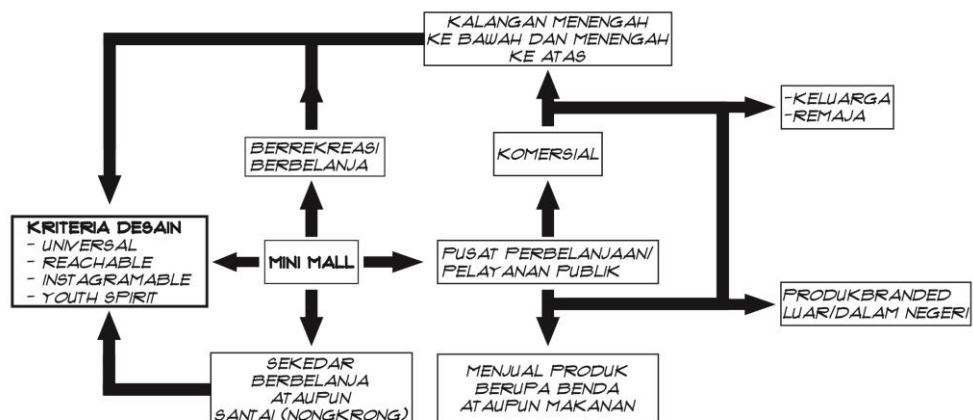 KALANGAN MENENGAH
KE BAWAH DAN MENENGAH
KE ATAS
-KELUARGA
-REMAJA
BERREKREASI
BERBELANJA
KOMERSIAL
KRITERIA DESAIN
- UNIVERSAL
- REACHABLE
- INSTAGRAMABLE
- YOUTH SPIRIT
MINI MALL
PUSAT PERBELANJAAN/
PELAYANAN PUBLIK
PRODUKBRANDED
LUAR/DALAM NEGERI
SEKEDAR
BERBELANJA
ATAUPUN
SANTAI (NONGKRONG)
MENJUAL PRODUK
BERUPA BENDA
ATAUPUN MAKANAN